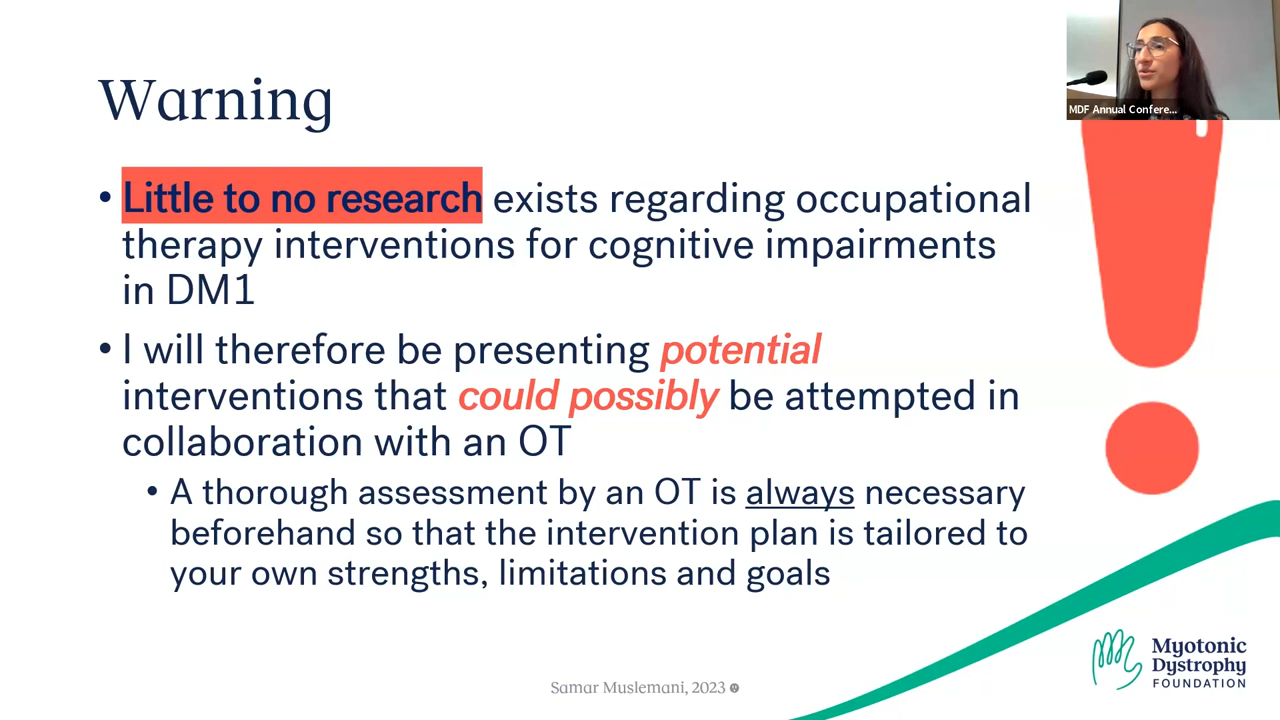 MDF Annual Confere...
Warning
• Little to no research exists regarding occupational
therapy interventions for cognitive impairments
in DM1
• I will therefore be presenting potential
interventions that could possibly be attempted in
collaboration with an OT
• A thorough assessment by an OT is always necessary
beforehand so that the intervention plan is tailored to
your own strengths, limitations and goals
Samar Muslemani, 2023
Myotonic
Dystrophy
FOUNDATION